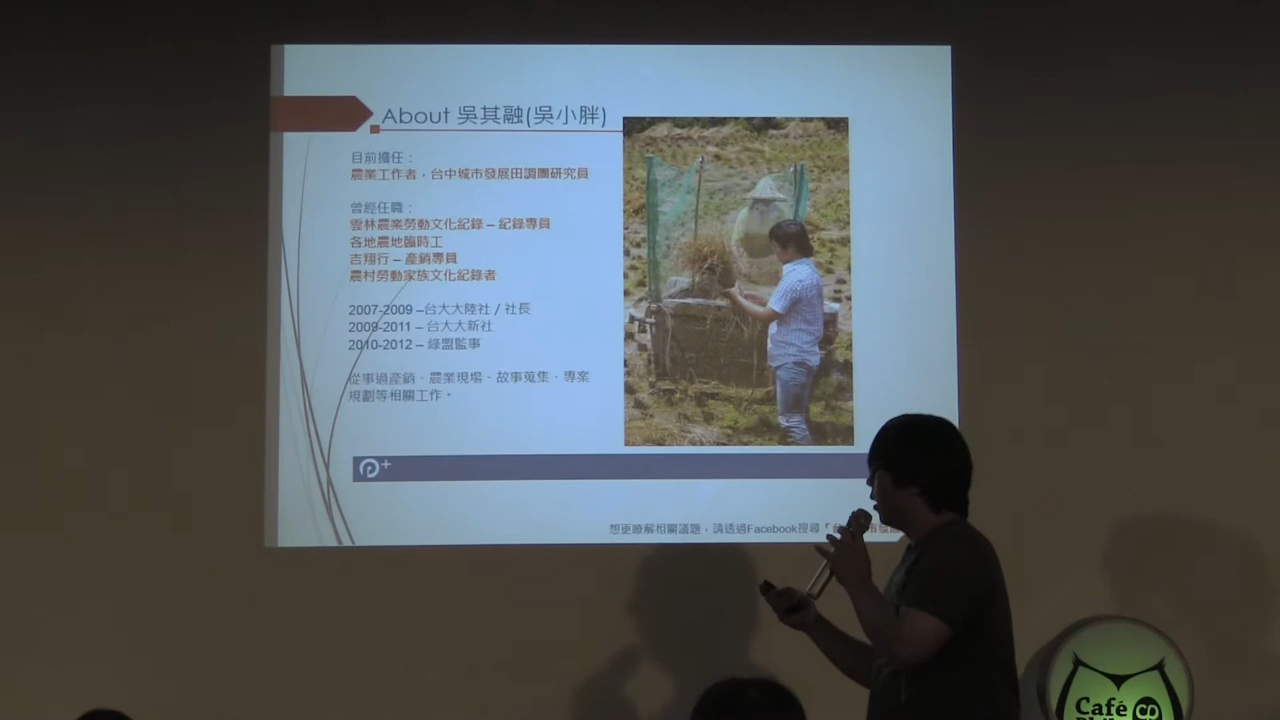 About 吳其融(吳小胖)
目前擔任：
農業工作者，台中城市發展田調團研究員
曾經任職：
雲林農業勞動文化紀錄 – 紀錄專員
各地農地臨時工
吉翔行 – 產銷專員
農村勞動家族文化紀錄者
2007-2009 –台大大陸社 / 社長
2009-2011 – 台大大新社
2010-2012 – 綠盟監事
從事過產銷、農業現場、故事蒐集、專案
規劃等相關工作。
想更瞭解相關議題，請透過Facebook搜尋「台
Café